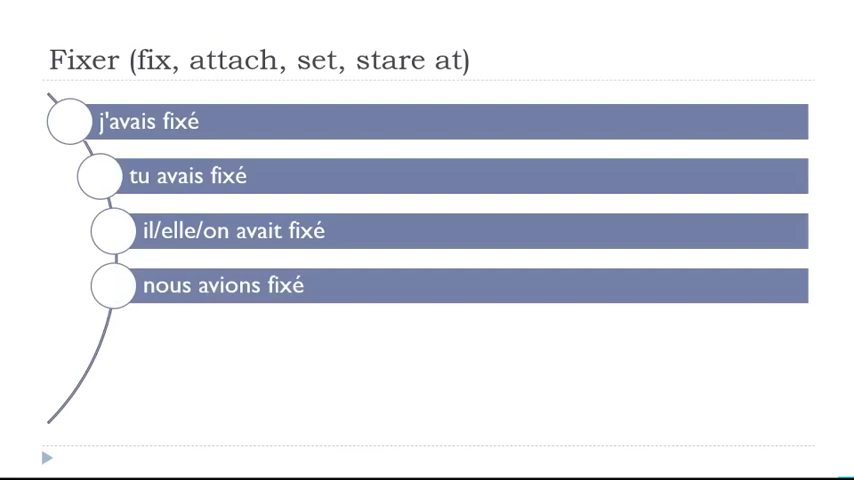 Fixer (fix, attach, set, stare at)
j'avais fixé
tu avais fixé
il/elle/on avait fixé
nous avions fixé